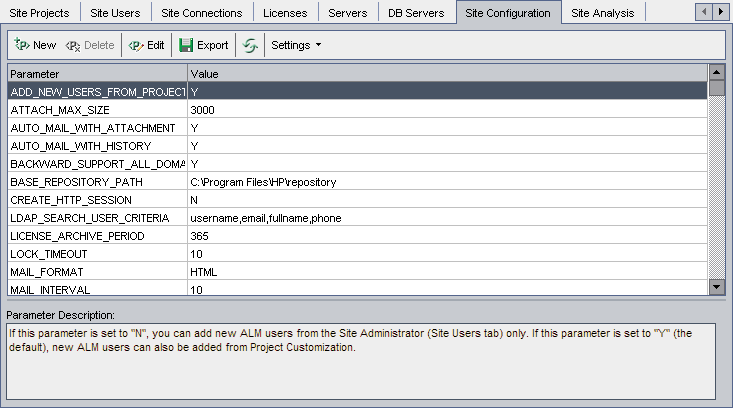 Site Projects Site Users Site Connections Licenses Servers DB Servers Site Configuration Site Analysis
New Delete Edit Export Settings
Parameter Value
ADD_NEW_USERS_FROM_PROJECT Y
ATTACH_MAX_SIZE 3000
AUTO_MAIL_WITH_ATTACHMENT Y
AUTO_MAIL_WITH_HISTORY Y
BACKWARD_SUPPORT_ALL_DOMA Y
BASE_REPOSITORY_PATH C:\Program Files\HP\repository
CREATE_HTTP_SESSION N
LDAP_SEARCH_USER_CRITERIA username,email,fullname,phone
LICENSE_ARCHIVE_PERIOD 365
LOCK_TIMEOUT 10
MAIL_FORMAT HTML
MAIL_INTERVAL 10
Parameter Description:
If this parameter is set to "N", you can add new ALM users from the Site Administrator (Site Users tab) only. If this parameter is set to "Y" (the
default), new ALM users can also be added from Project Customization.